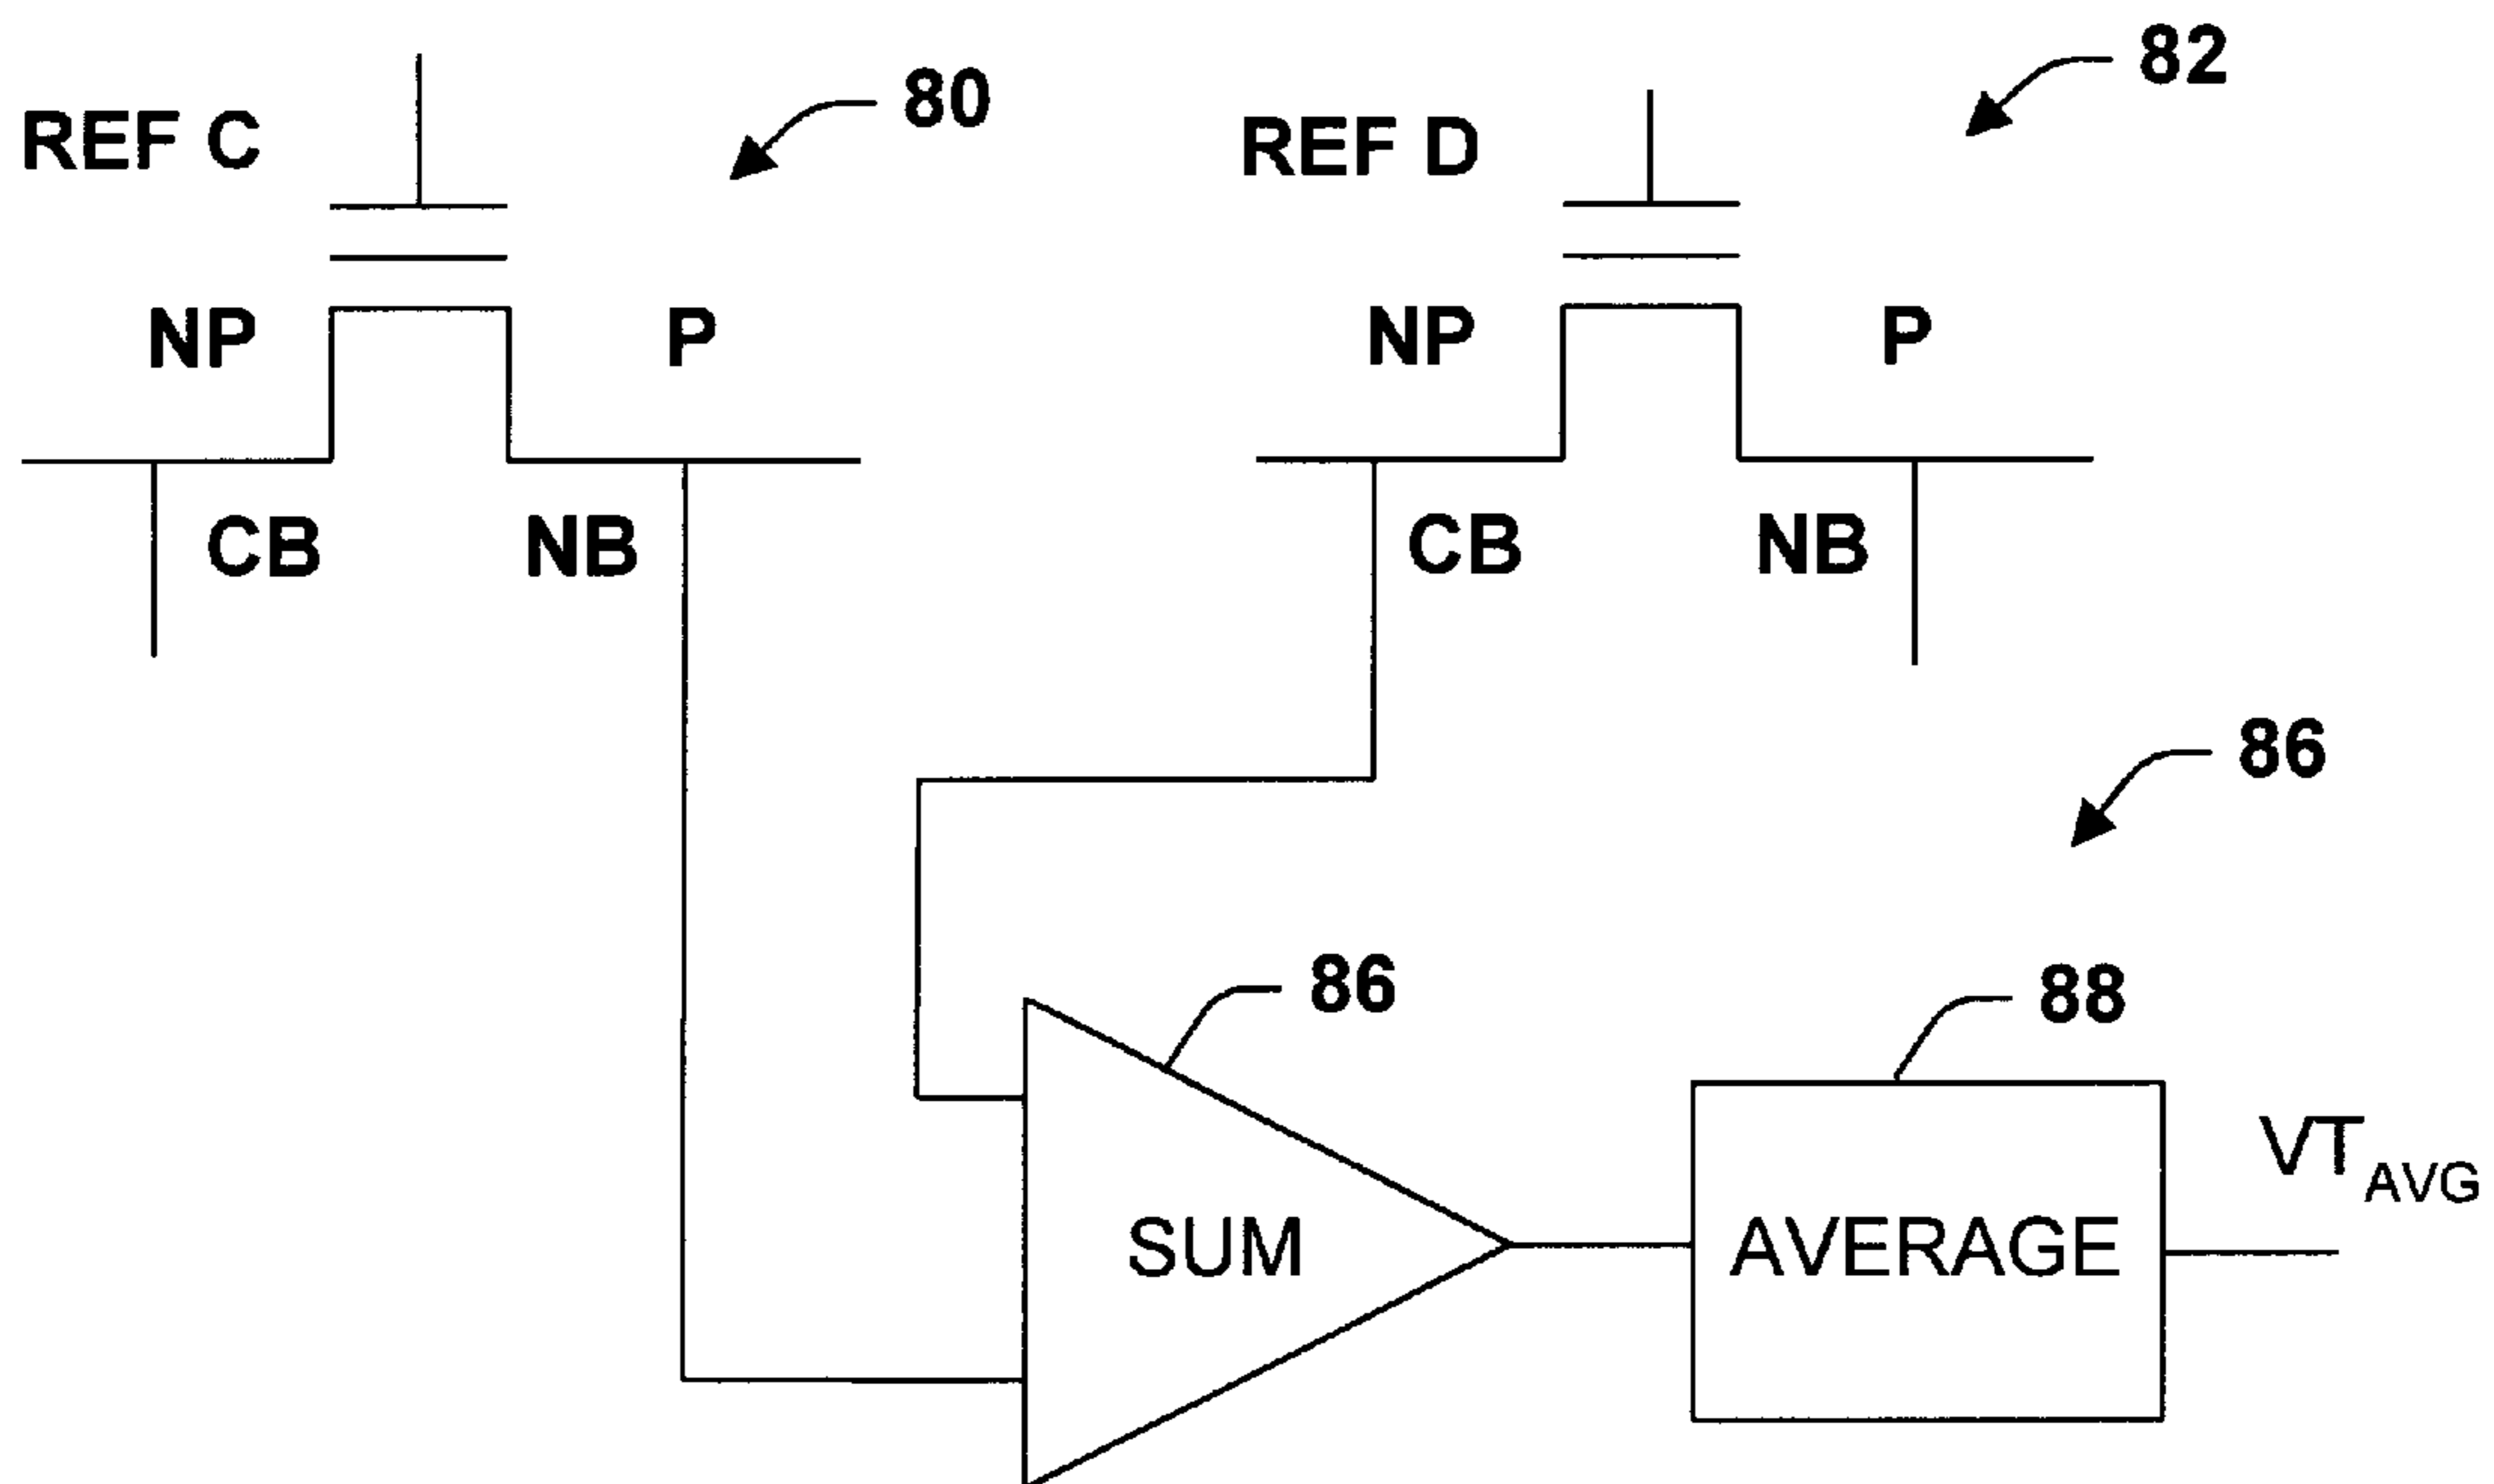 82
80
REF C
REF D
NP
P
NP
P
CB
NB
CB
NB
86
86
88
VT AVG
SUM
AVERAGE